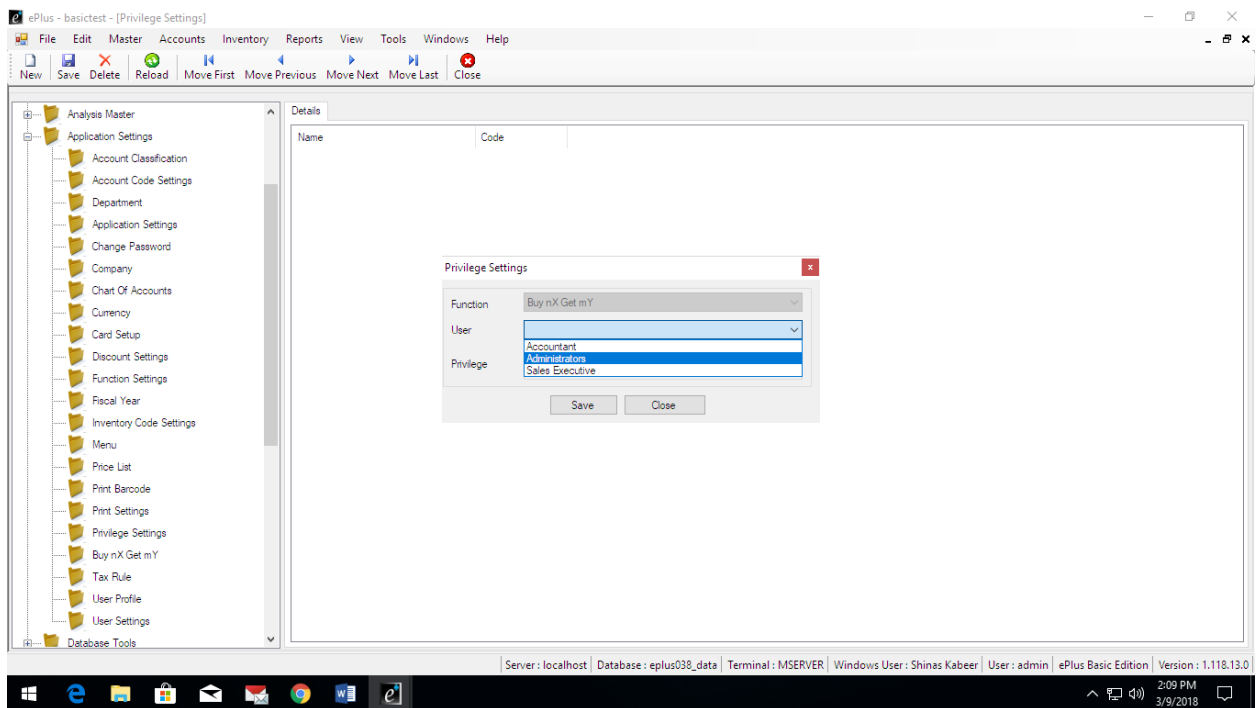 ePlus - basictest - [Privilege Settings]
File Edit Master Accounts Inventory Reports View Tools Windows Help
New Save Delete Reload Move First Move Previous Move Next Move Last Close
Analysis Master
Application Settings
Account Classification
Account Code Settings
Department
Application Settings
Change Password
Company
Chart Of Accounts
Currency
Card Setup
Discount Settings
Function Settings
Fiscal Year
Inventory Code Settings
Menu
Price List
Print Barcode
Print Settings
Privilege Settings
Buy nX Get mY
Tax Rule
User Profile
User Settings
Database Tools
Details
Name Code
Privilege Settings
Function Buy nX Get mY
User
Accountant
Administrators
Privilege
Sales Executive
Save Close
Server : localhost Database : eplus038_data Terminal : MSERVER Windows User : Shinas Kabeer User : admin ePlus Basic Edition Version : 1.118.13.0
2:09 PM
3/9/2018